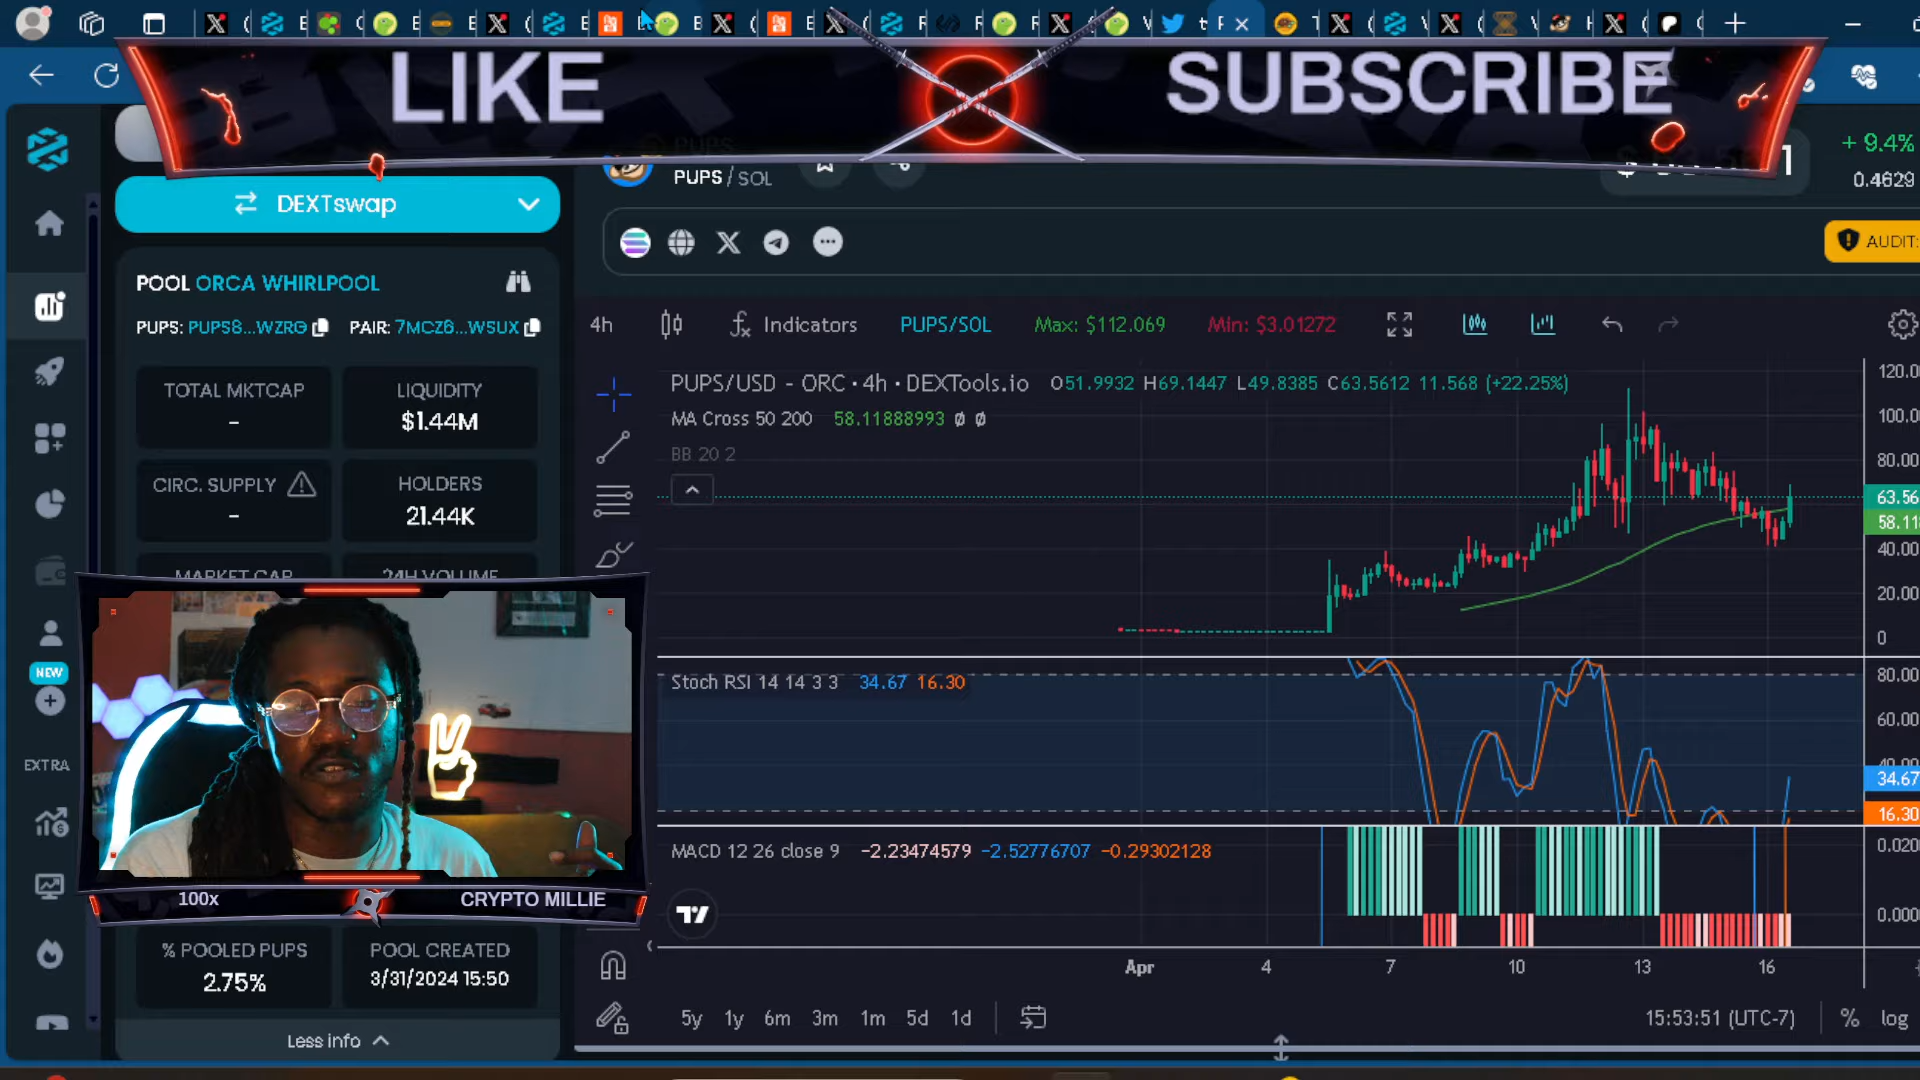 LIKE
SUBSCRIBE
PUPS / SOL
+ 9.4%
0.4629
DEXTswap
AUDIT:
POOL ORCA WHIRLPOOL
PUPS: PUPS8...WZRG PAIR: 7MCZ6...W5UX
4h Indicators PUPS/SOL Max: $112.069 Min: $3.01272
TOTAL MKTCAP
-
LIQUIDITY
$1.44M
CIRC. SUPPLY
-
HOLDERS
21.44K
MARKET CAP
24H VOLUME
PUPS/USD - ORC · 4h · DEXTools.io O51.9932 H69.1447 L49.8385 C63.5612 11.568 (+22.25%)
MA Cross 50 200 58.11888993 ø ø
BB 20 2
120.0
100.0
80.00
63.56
58.11
40.00
20.00
0
Stoch RSI 14 14 3 3 34.67 16.30
80.00
60.00
40.00
34.67
16.30
MACD 12 26 close 9 -2.23474579 -2.52776707 -0.29302128
0.020
0.000
NEW
EXTRA
100x CRYPTO MILLIE
% POOLED PUPS
2.75%
POOL CREATED
3/31/2024 15:50
Less info
Apr 4 7 10 13 16
5y 1y 6m 3m 1m 5d 1d
15:53:51 (UTC-7) % log